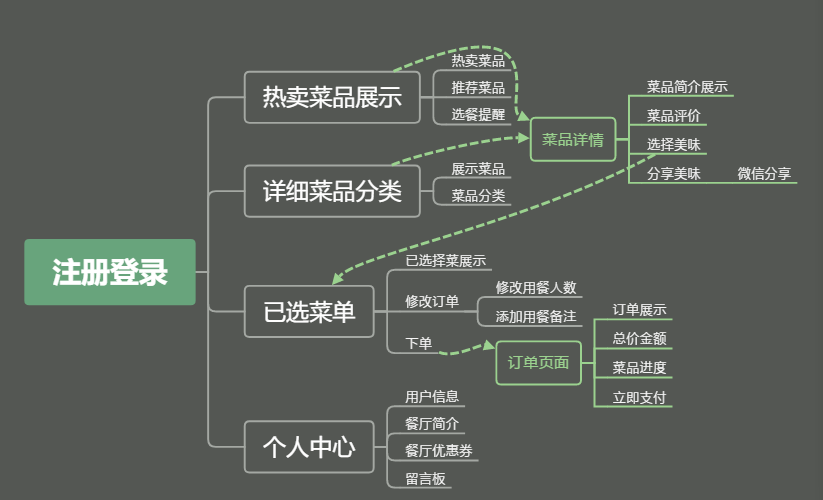 注册登录
热卖菜品展示
热卖菜品
推荐菜品
选餐提醒
详细菜品分类
展示菜品
菜品分类
菜品详情
菜品简介展示
菜品评价
选择美味
分享美味
微信分享
已选菜单
已选择菜展示
修改订单
修改用餐人数
添加用餐备注
下单
订单页面
订单展示
总价金额
菜品进度
立即支付
个人中心
用户信息
餐厅简介
餐厅优惠券
留言板